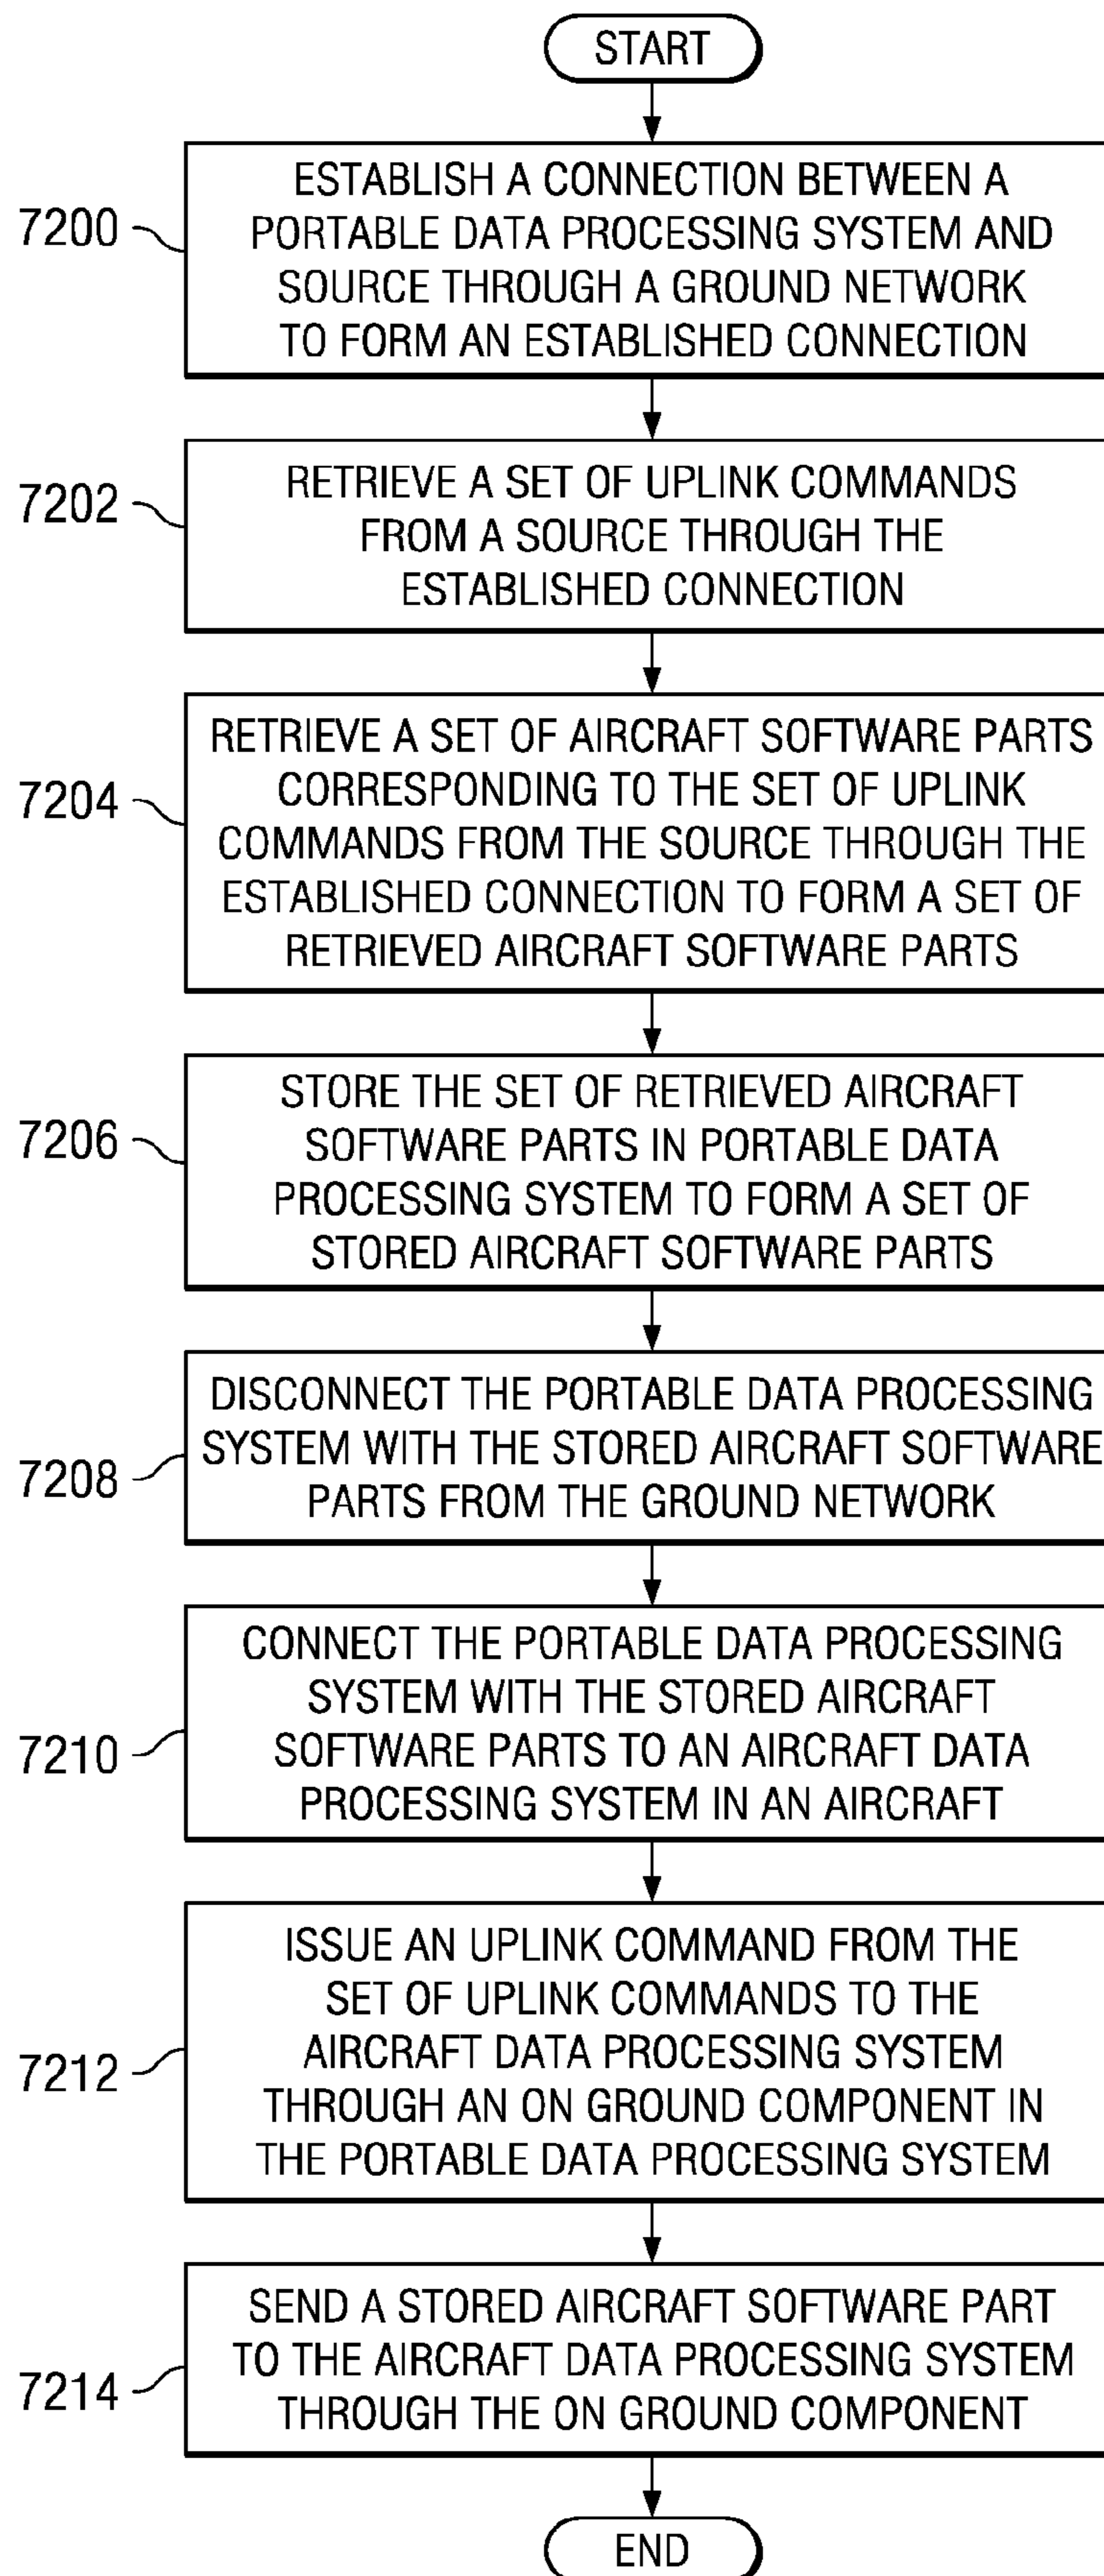 START
7200
ESTABLISH A CONNECTION BETWEEN A
PORTABLE DATA PROCESSING SYSTEM AND
SOURCE THROUGH A GROUND NETWORK
TO FORM AN ESTABLISHED CONNECTION
7202
RETRIEVE A SET OF UPLINK COMMANDS
FROM A SOURCE THROUGH THE
ESTABLISHED CONNECTION
7204
RETRIEVE A SET OF AIRCRAFT SOFTWARE PARTS
CORRESPONDING TO THE SET OF UPLINK
COMMANDS FROM THE SOURCE THROUGH THE
ESTABLISHED CONNECTION TO FORM A SET OF
RETRIEVED AIRCRAFT SOFTWARE PARTS
7206
STORE THE SET OF RETRIEVED AIRCRAFT
SOFTWARE PARTS IN PORTABLE DATA
PROCESSING SYSTEM TO FORM A SET OF
STORED AIRCRAFT SOFTWARE PARTS
7208
DISCONNECT THE PORTABLE DATA PROCESSING
SYSTEM WITH THE STORED AIRCRAFT SOFTWARE
PARTS FROM THE GROUND NETWORK
7210
CONNECT THE PORTABLE DATA PROCESSING
SYSTEM WITH THE STORED AIRCRAFT
SOFTWARE PARTS TO AN AIRCRAFT DATA
PROCESSING SYSTEM IN AN AIRCRAFT
7212
ISSUE AN UPLINK COMMAND FROM THE
SET OF UPLINK COMMANDS TO THE
AIRCRAFT DATA PROCESSING SYSTEM
THROUGH AN ON GROUND COMPONENT IN
THE PORTABLE DATA PROCESSING SYSTEM
7214
SEND A STORED AIRCRAFT SOFTWARE PART
TO THE AIRCRAFT DATA PROCESSING SYSTEM
THROUGH THE ON GROUND COMPONENT
END